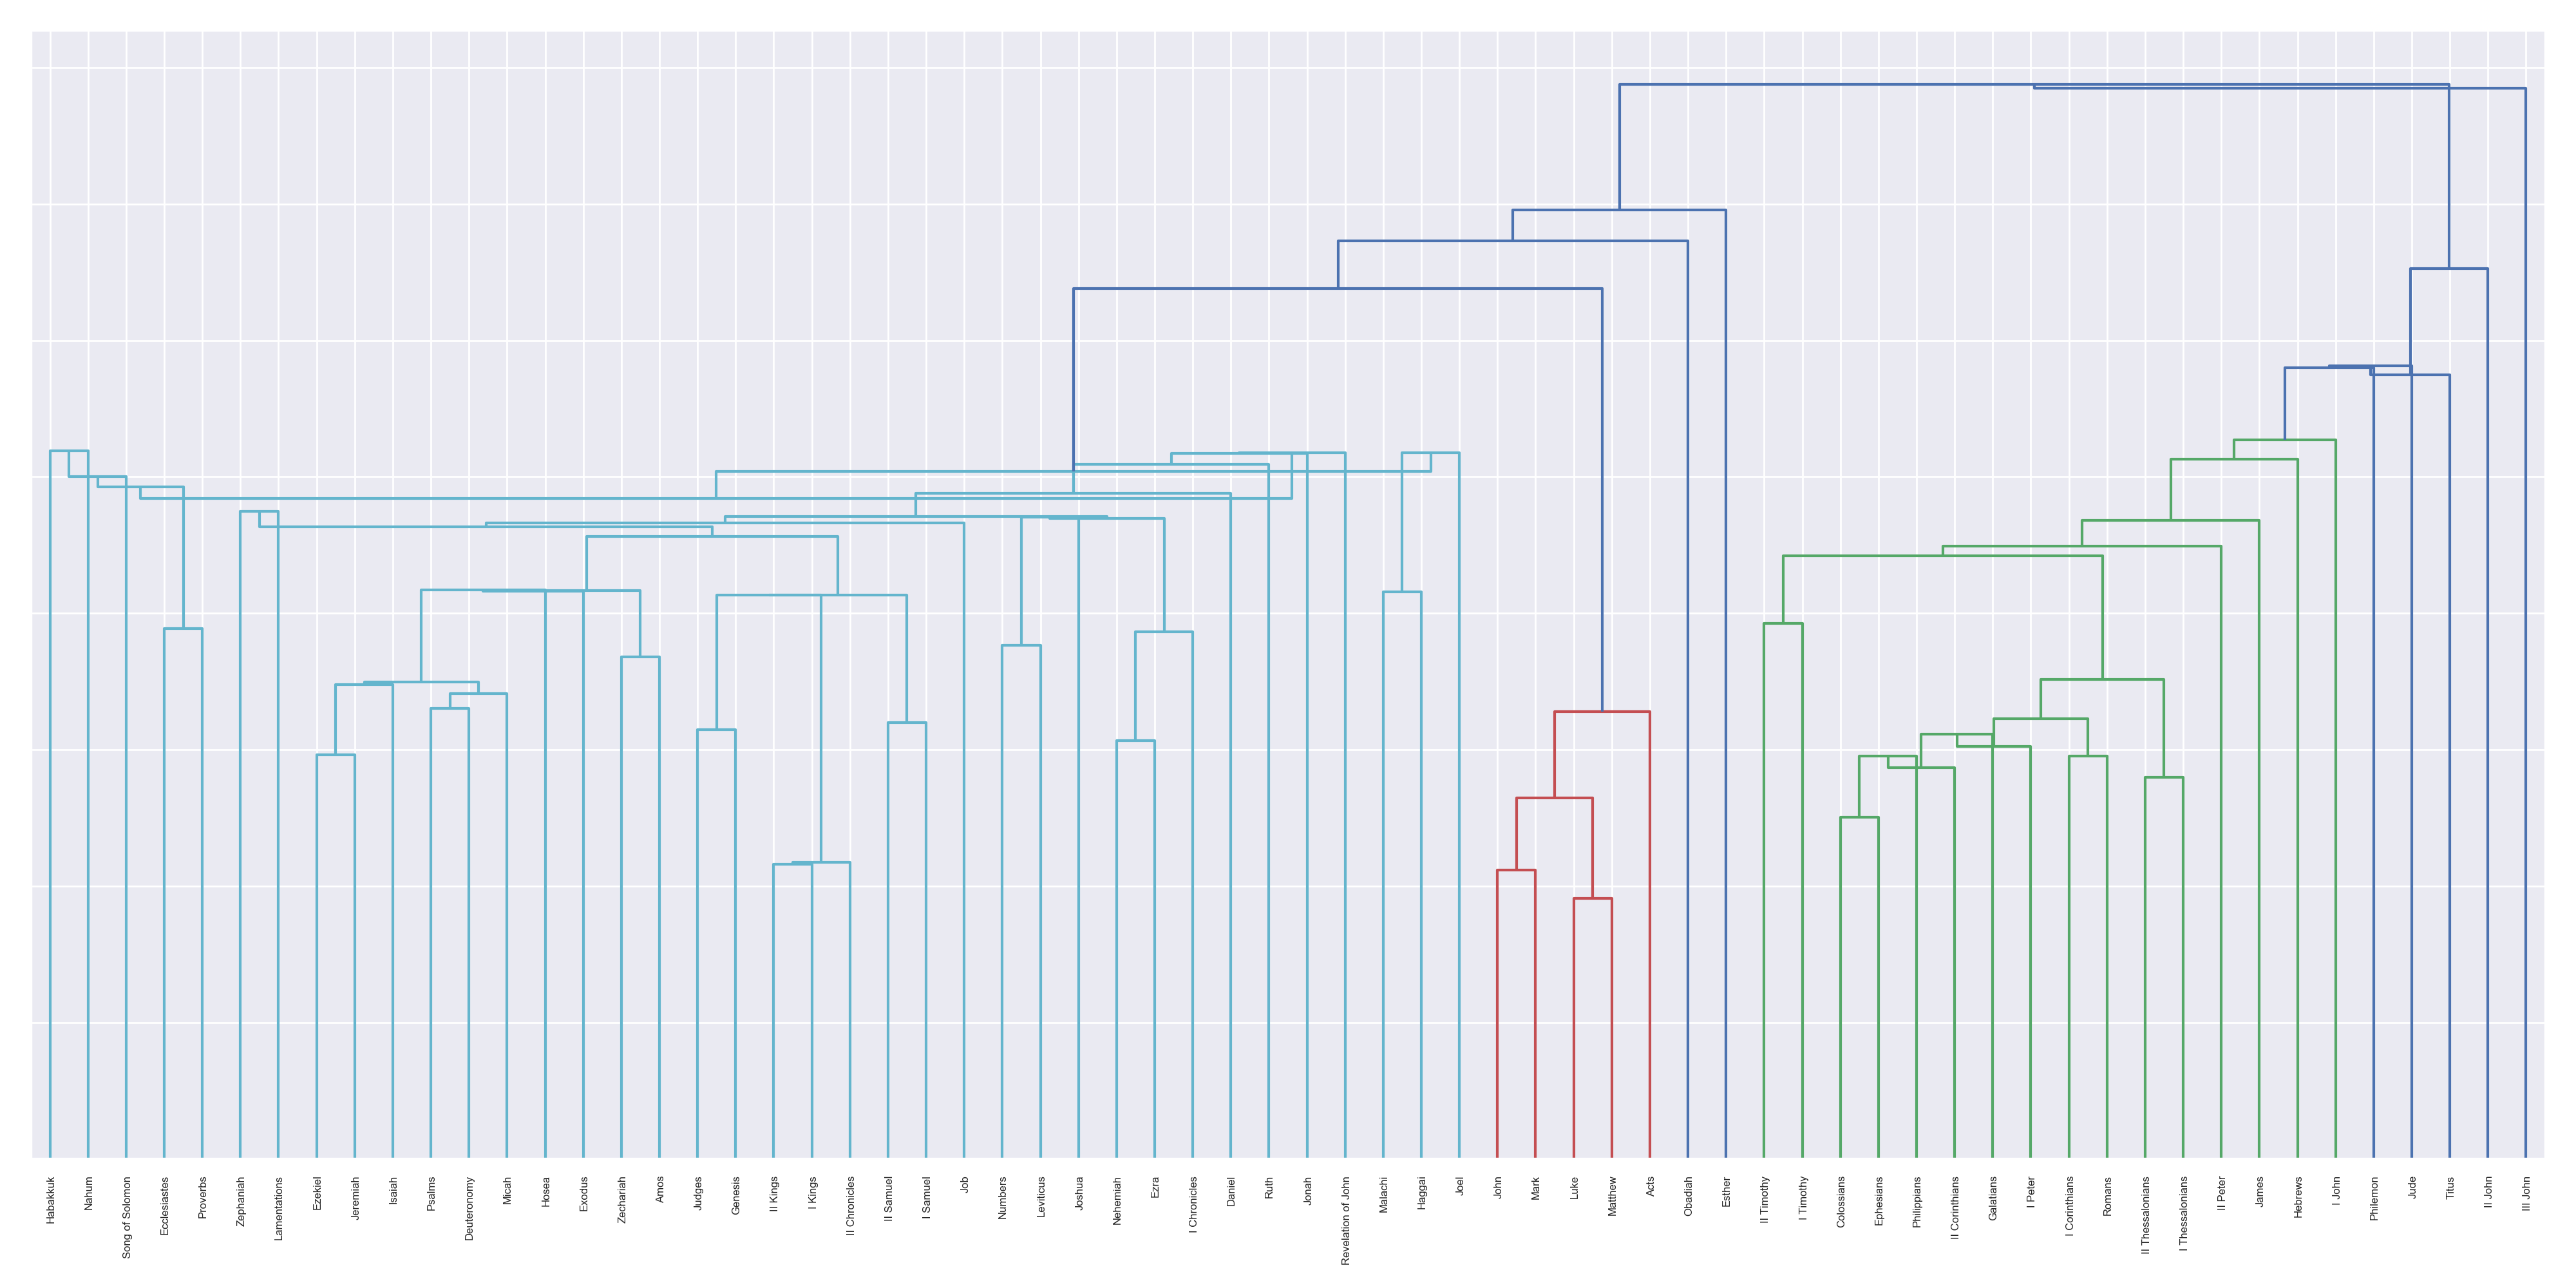 Habakkuk
Nahum
Song of Solomon
Ecclesiastes
Proverbs
Zephaniah
Lamentations
Ezekiel
Jeremiah
Isaiah
Psalms
Deuteronomy
Micah
Hosea
Exodus
Zechariah
Amos
Judges
Genesis
II Kings
I Kings
II Chronicles
II Samuel
I Samuel
Job
Numbers
Leviticus
Joshua
Nehemiah
Ezra
I Chronicles
Daniel
Ruth
Jonah
Revelation of John
Malachi
Haggai
Joel
John
Mark
Luke
Matthew
Acts
Obadiah
Esther
II Timothy
I Timothy
Colossians
Ephesians
Philippians
II Corinthians
Galatians
I Peter
I Corinthians
Romans
II Thessalonians
I Thessalonians
II Peter
James
Hebrews
I John
Philemon
Jude
Titus
II John
III John